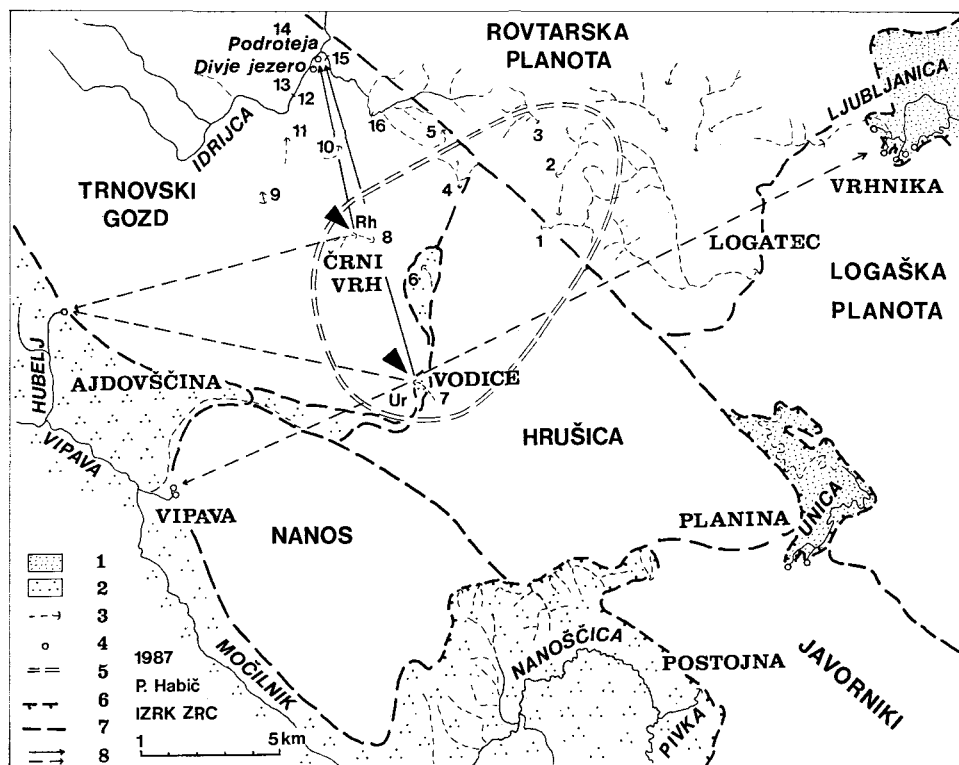 14
Podroteja
15
Divje jezero
13
12
IDRIJCA
11
10
16
5
9
4
ROVTARSKA
PLANOTA
3
2
1
LJUBLJANICA
VRHNIKA
TRNOVSKI
GOZD
Rh
8
ČRNI
VRH
6
LOGATEC
LOGAŠKA
PLANOTA
HUBELJ
AJDOVŠČINA
VODICE
Ur
7
HRUŠICA
VIPAVA
VIPAVA
NANOS
PLANINA
UNICA
MOČILNIK
NANOŠČICA
POSTOJNA
PIVKA
JAVORNIKI
1
2
3
4
5
6
7
8
1987
P. Habič
IZRK ZRC
1 5 km